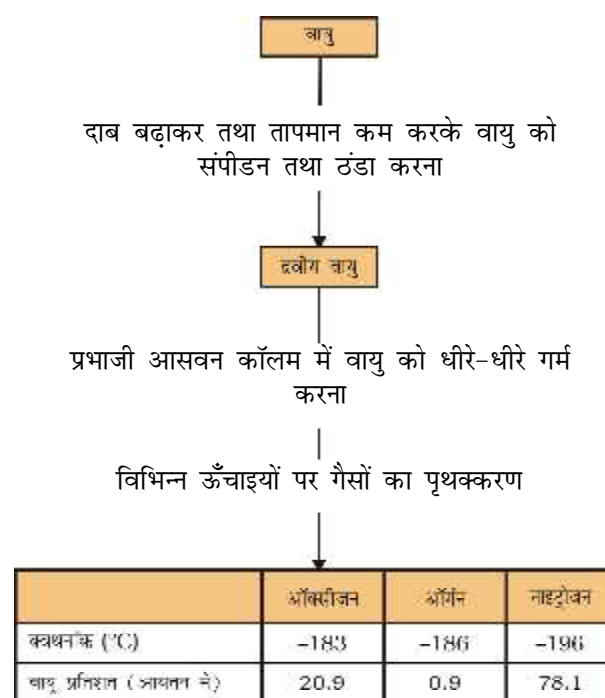 वायु
दाब बढ़ाकर तथा तापमान कम करके वायु को
संपीडन तथा ठंडा करना
द्रवीय वायु
प्रभाजी आसवन कॉलम में वायु को धीरे-धीरे गर्म
करना
विभिन्न ऊँचाइयों पर गैसों का पृथक्करण
ऑक्सीजन ऑर्गन नाइट्रोजन
क्वथनांक (°C) -183 -186 -196
वायु प्रतिशत (आयतन में) 20.9 0.9 78.1